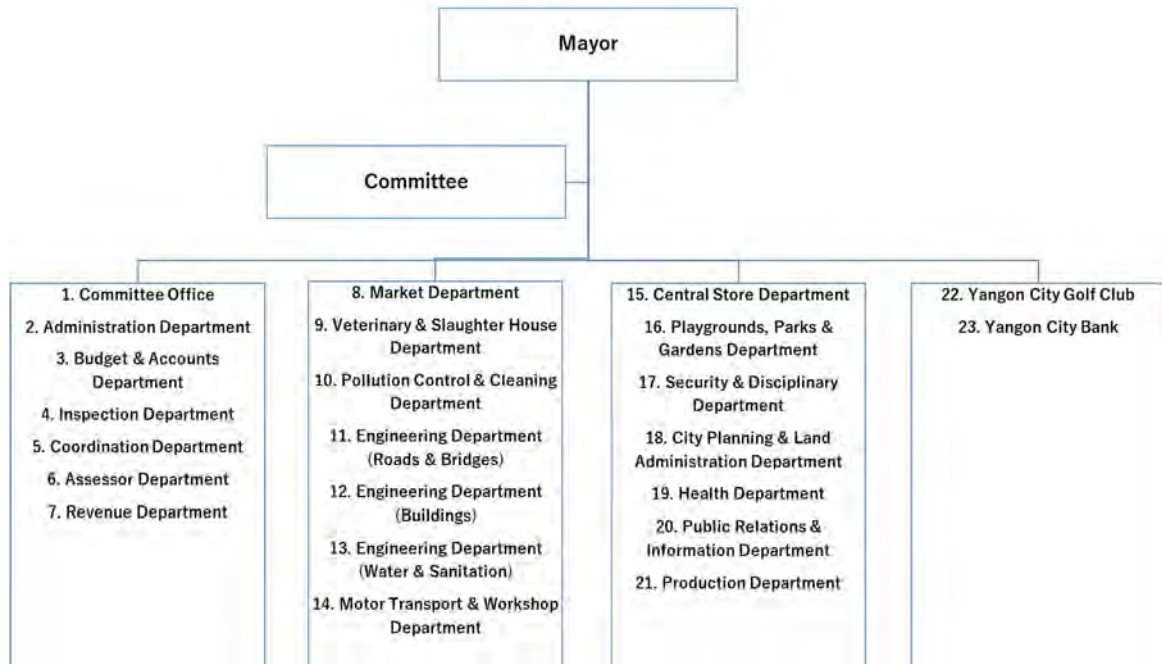 Mayor
Committee
1. Committee Office
2. Administration Department
3. Budget & Accounts
Department
4. Inspection Department
5. Coordination Department
6. Assessor Department
7. Revenue Department
8. Market Department
9. Veterinary & Slaughter House
Department
10. Pollution Control & Cleaning
Department
11. Engineering Department
(Roads & Bridges)
12. Engineering Department
(Buildings)
13. Engineering Department
(Water & Sanitation)
14. Motor Transport & Workshop
Department
15. Central Store Department
16. Playgrounds, Parks &
Gardens Department
17. Security & Disciplinary
Department
18. City Planning & Land
Administration Department
19. Health Department
20. Public Relations &
Information Department
21. Production Department
22. Yangon City Golf Club
23. Yangon City Bank